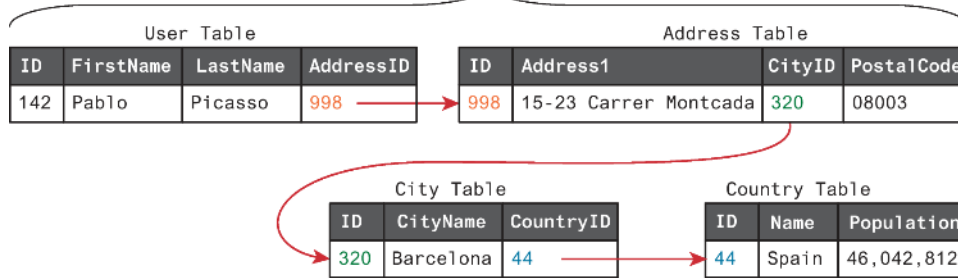 User Table
ID FirstName LastName AddressID
142 Pablo Picasso 998
Address Table
ID Address1 CityID PostalCode
998 15-23 Carrer Montcada 320 08003
City Table
ID CityName CountryID
320 Barcelona 44
Country Table
ID Name Population
44 Spain 46,042,812